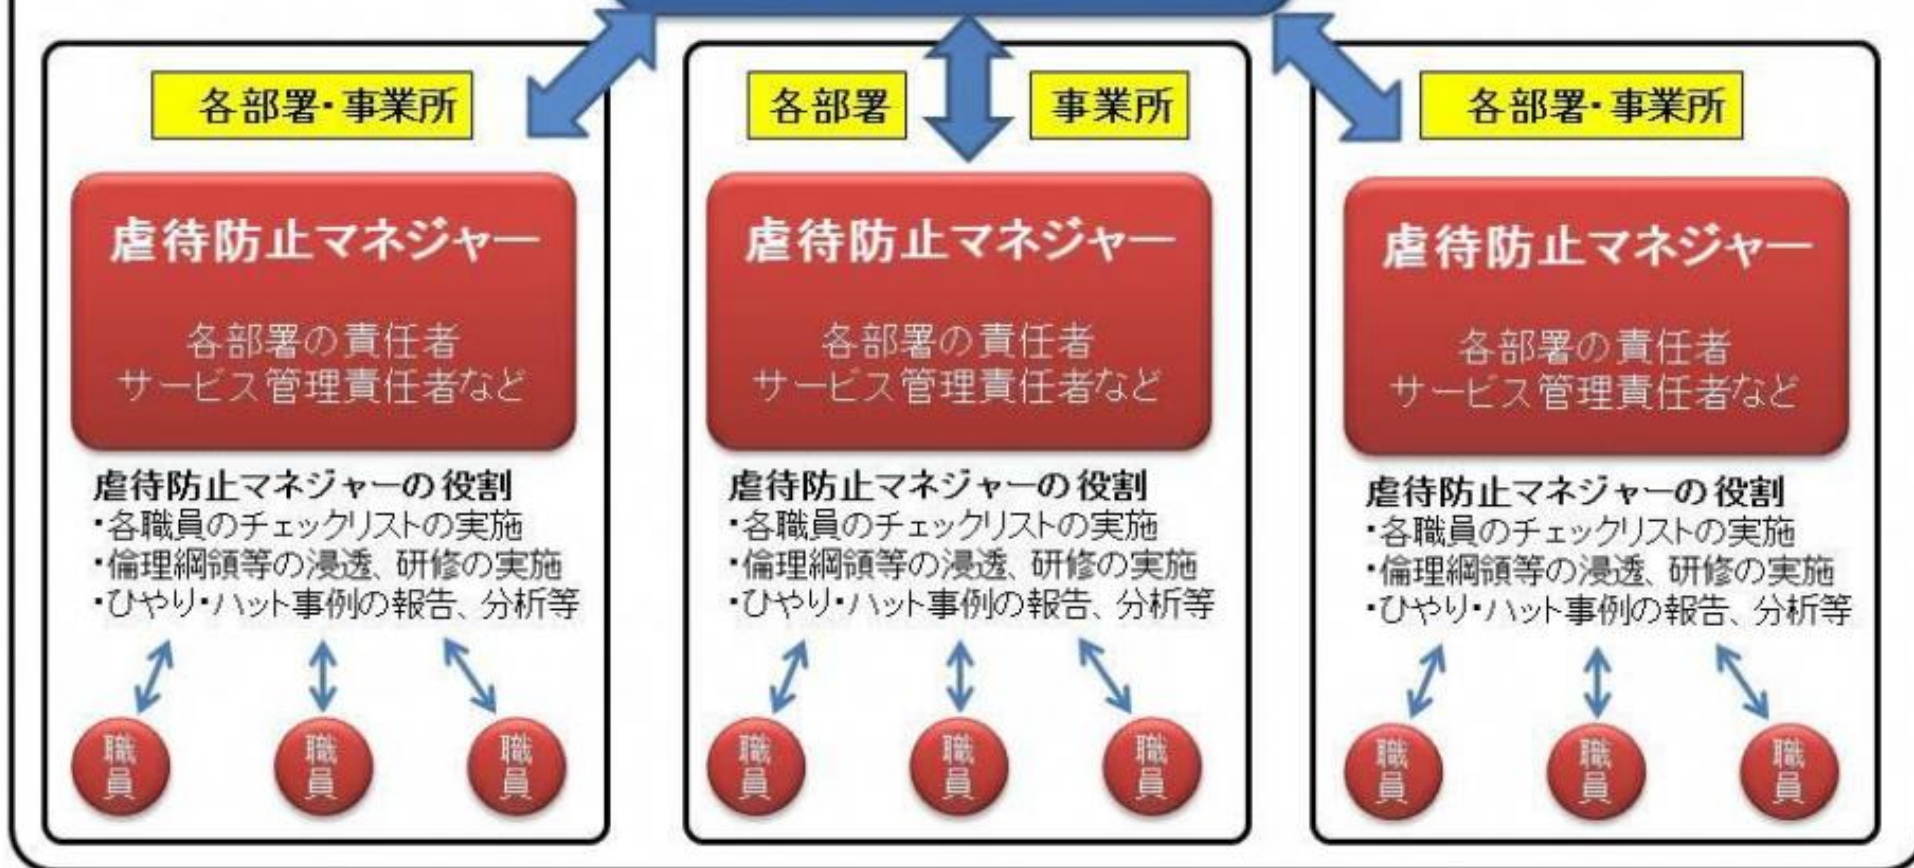 各部署・事業所
虐待防止マネジャー
各部署の責任者
サービス管理責任者など
虐待防止マネジャーの役割
・各職員のチェックリストの実施
・倫理綱領等の浸透、研修の実施
・ひやり・ハット事例の報告、分析等
職員
職員
職員
各部署
事業所
虐待防止マネジャー
各部署の責任者
サービス管理責任者など
虐待防止マネジャーの役割
・各職員のチェックリストの実施
・倫理綱領等の浸透、研修の実施
・ひやり・ハット事例の報告、分析等
職員
職員
職員
各部署・事業所
虐待防止マネジャー
各部署の責任者
サービス管理責任者など
虐待防止マネジャーの役割
・各職員のチェックリストの実施
・倫理綱領等の浸透、研修の実施
・ひやり・ハット事例の報告、分析等
職員
職員
職員